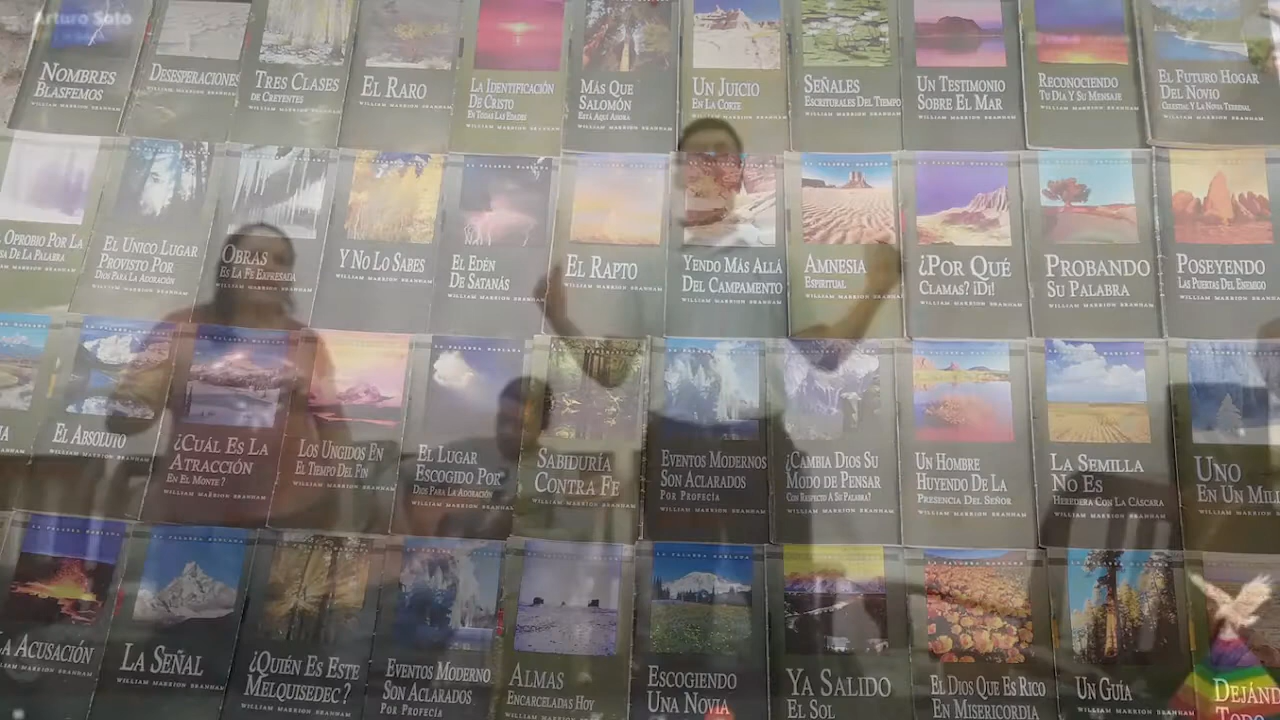 Arturo Soto
NOMBRES
BLASFEMOS
WILLIAM MARRION BRANHAM
DESESPERACIONES
WILLIAM MARRION BRANHAM
TRES CLASES
DE CREYENTES
WILLIAM MARRION BRANHAM
EL RARO
WILLIAM MARRION BRANHAM
LA IDENTIFICACIÓN
DE CRISTO
EN TODAS LAS EDADES
WILLIAM MARRION BRANHAM
MÁS QUE
SALOMÓN
ESTÁ AQUÍ AHORA
WILLIAM MARRION BRANHAM
UN JUICIO
EN LA CORTE
WILLIAM MARRION BRANHAM
SEÑALES
ESCRITURALES DEL TIEMPO
WILLIAM MARRION BRANHAM
UN TESTIMONIO
SOBRE EL MAR
WILLIAM MARRION BRANHAM
RECONOCIENDO
TU DÍA Y SU MENSAJE
WILLIAM MARRION BRANHAM
EL FUTURO HOGAR
DEL NOVIO
CELESTIAL Y LA NOVIA TERRENAL
WILLIAM MARRION BRANHAM
OPROBIO POR LA
DE LA PALABRA
EL ÚNICO LUGAR
PROVISTO POR
DIOS PARA LA ADORACIÓN
WILLIAM MARRION BRANHAM
OBRAS
ES LA FE EXPRESADA
WILLIAM MARRION BRANHAM
Y NO LO SABES
WILLIAM MARRION BRANHAM
EL EDÉN
DE SATANÁS
WILLIAM MARRION BRANHAM
EL RAPTO
WILLIAM MARRION BRANHAM
YENDO MÁS ALLÁ
DEL CAMPAMENTO
WILLIAM MARRION BRANHAM
AMNESIA
ESPIRITUAL
WILLIAM MARRION BRANHAM
¿POR QUÉ
CLAMAS? ¡DI!
WILLIAM MARRION BRANHAM
PROBANDO
SU PALABRA
WILLIAM MARRION BRANHAM
POSEYENDO
LAS PUERTAS DEL ENEMIGO
WILLIAM MARRION BRANHAM
EL ABSOLUTO
WILLIAM MARRION BRANHAM
LA PALABRA HABLADA
¿CUÁL ES LA
ATRACCIÓN
EN EL MONTE?
WILLIAM MARRION BRANHAM
LOS UNGIDOS EN
EL TIEMPO DEL FIN
WILLIAM MARRION BRANHAM
EL LUGAR
ESCOGIDO POR
DIOS PARA LA ADORACIÓN
WILLIAM MARRION BRANHAM
SABIDURÍA
CONTRA FE
WILLIAM MARRION BRANHAM
EVENTOS MODERNOS
SON ACLARADOS
POR PROFECÍA
WILLIAM MARRION BRANHAM
¿CAMBIA DIOS SU
MODO DE PENSAR
CON RESPECTO A SU PALABRA?
WILLIAM MARRION BRANHAM
UN HOMBRE
HUYENDO DE LA
PRESENCIA DEL SEÑOR
WILLIAM MARRION BRANHAM
LA SEMILLA
NO ES
HEREDERA CON LA CÁSCARA
WILLIAM MARRION BRANHAM
UNO
EN UN
LA PALABRA HABLADA
ACUSACIÓN
WILLIAM MARRION BRANHAM
LA SEÑAL
WILLIAM MARRION BRANHAM
¿QUIÉN ES ESTE
MELQUISEDEC?
WILLIAM MARRION BRANHAM
EVENTOS MODERNO
SON ACLARADOS
POR PROFECÍA
ALMAS
ENCARCELADAS HOY
WILLIAM MARRION BRANHAM
ESCOGIENDO
UNA NOVIA
YA SALIDO
EL SOL
EL DIOS QUE ES RICO
EN MISERICORDIA
UN GUÍA
WILLIAM MARRION BRANHAM